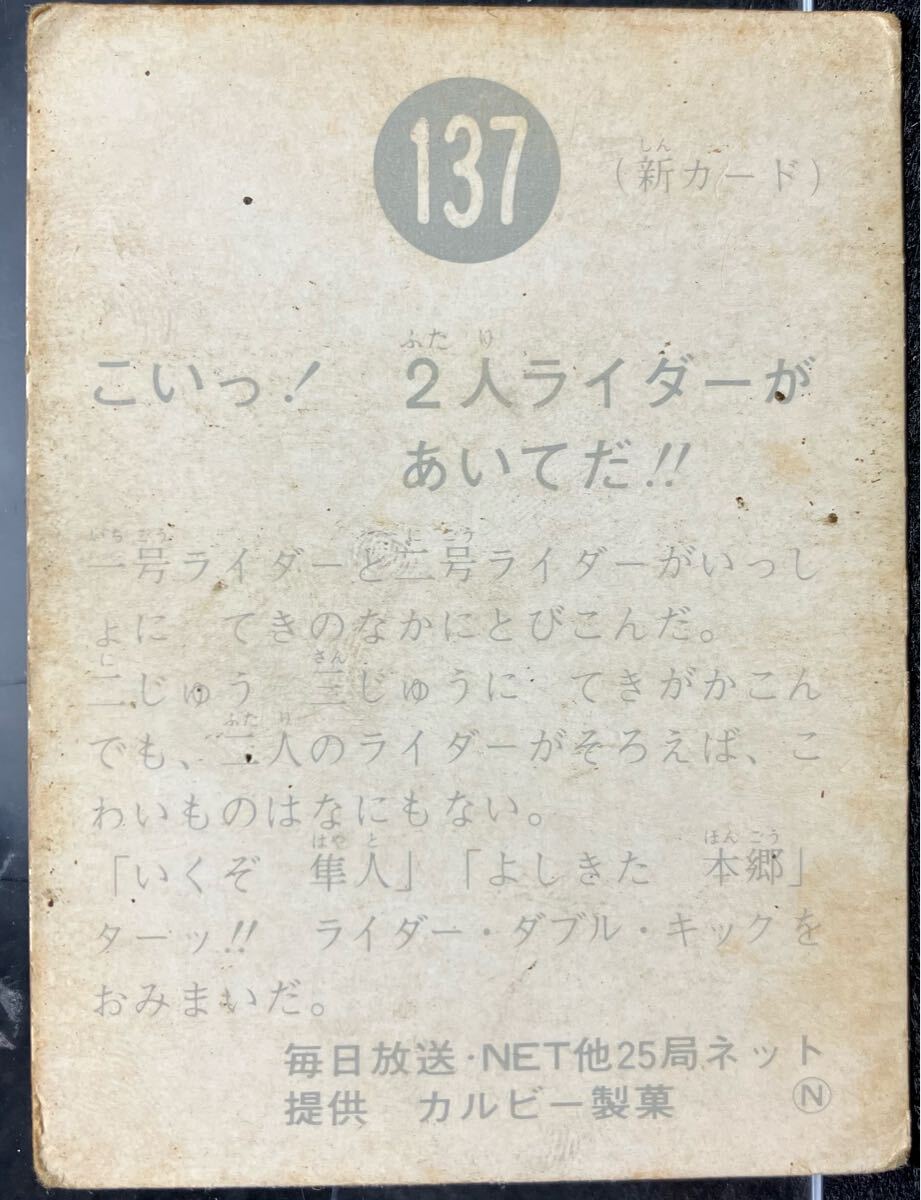 137
(新カード)
こいっ! 2人ライダーが
あいてだ!!
一号ライダーと二号ライダーがいっし
ょに てきのなかにとびこんだ。
二じゅう 三じゅうに てきがかこん
でも、二人のライダーがそろえば、こ
わいものはなにもない。
「いくぞ 隼人」「よしきた 本郷」
ターッ!! ライダー・ダブル・キックを
おみまいだ。
毎日放送・NET他25局ネット
提供 カルビー製菓 Ⓝ